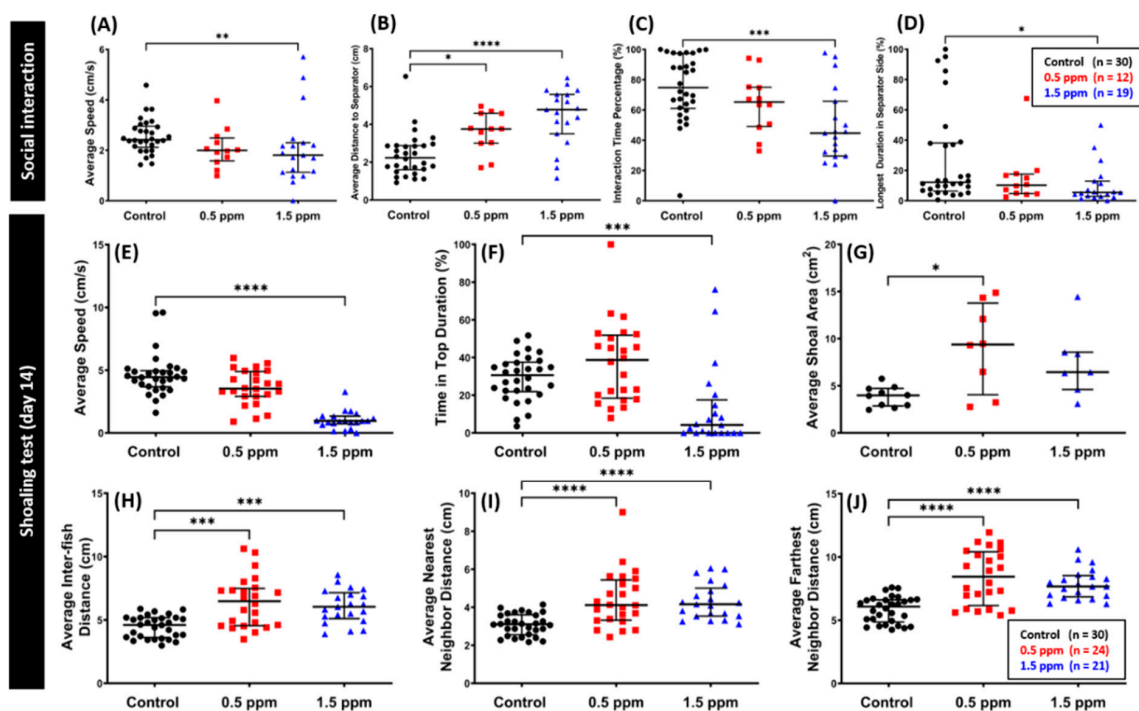 Social interaction
(A)
Average Speed (cm/s)
6
4
2
0
**
Control
0.5 ppm
1.5 ppm
(B)
Average Distance to Separator (cm)
8
6
4
2
0
****
*
Control
0.5 ppm
1.5 ppm
(C)
Interaction Time Percentage (%)
100
80
60
40
20
0
***
Control
0.5 ppm
1.5 ppm
(D)
Longest Duration in Separator Side (%)
100
80
60
40
20
0
*
Control
0.5 ppm
1.5 ppm
Control (n = 30)
0.5 ppm (n = 12)
1.5 ppm (n = 19)
Shoaling test (day 14)
(E)
Average Speed (cm/s)
15
10
5
0
****
Control
0.5 ppm
1.5 ppm
(F)
Time in Top Duration (%)
100
80
60
40
20
0
***
Control
0.5 ppm
1.5 ppm
(G)
Average Shoal Area (cm²)
20
15
10
5
0
*
Control
0.5 ppm
1.5 ppm
(H)
Average Inter-fish
Distance (cm)
15
10
5
0
***
***
Control
0.5 ppm
1.5 ppm
(I)
Average Nearest
Neighbor Distance (cm)
10
8
6
4
2
0
****
****
Control
0.5 ppm
1.5 ppm
(J)
Average Farthest
Neighbor Distance (cm)
15
10
5
0
****
****
Control
0.5 ppm
1.5 ppm
Control (n = 30)
0.5 ppm (n = 24)
1.5 ppm (n = 21)